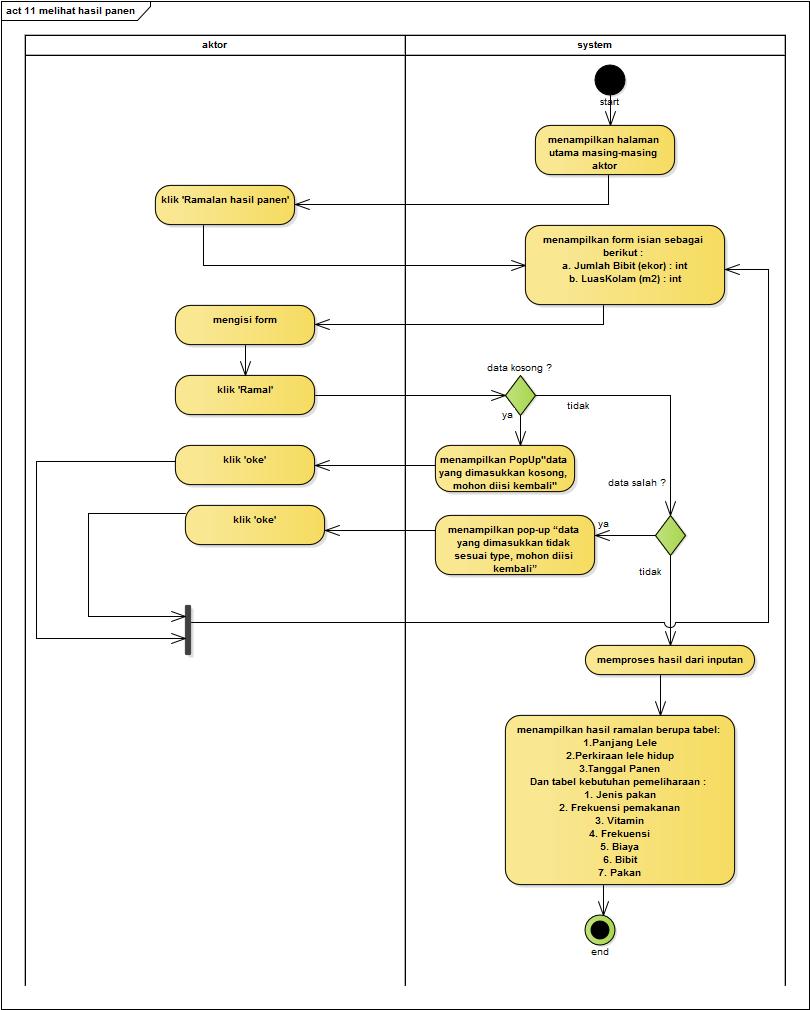 act 11 melihat hasil panen
aktor
system
start
menampilkan halaman
utama masing-masing
aktor
klik 'Ramalan hasil panen'
menampilkan form isian sebagai
berikut :
a. Jumlah Bibit (ekor) : int
b. LuasKolam (m2) : int
mengisi form
klik 'Ramal'
data kosong ?
tidak
ya
klik 'oke'
menampilkan PopUp"data
yang dimasukkan kosong,
mohon diisi kembali"
data salah ?
klik 'oke'
menampilkan pop-up “data
yang dimasukkan tidak
sesuai type, mohon diisi
kembali”
ya
tidak
memproses hasil dari inputan
menampilkan hasil ramalan berupa tabel:
1.Panjang Lele
2.Perkiraan lele hidup
3.Tanggal Panen
Dan tabel kebutuhan pemeliharaan :
1. Jenis pakan
2. Frekuensi pemakanan
3. Vitamin
4. Frekuensi
5. Biaya
6. Bibit
7. Pakan
end